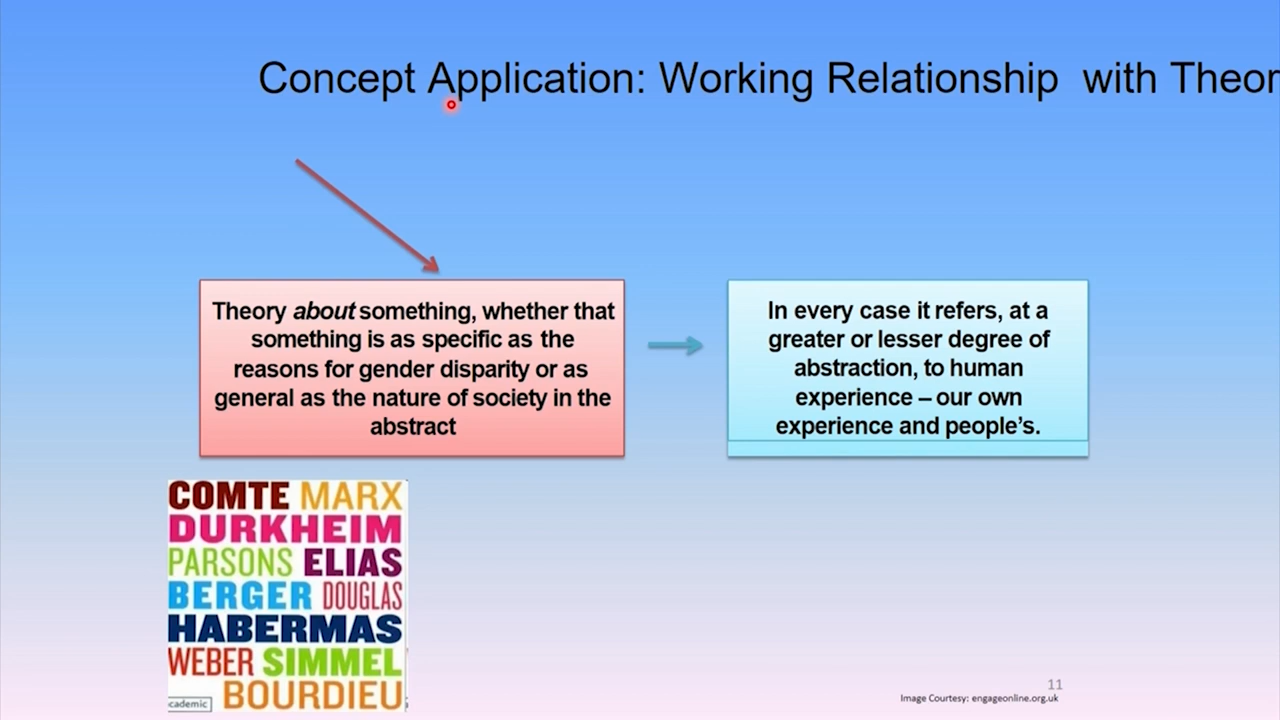 Concept Application: Working Relationship with Theor
Theory about something, whether that
something is as specific as the
reasons for gender disparity or as
general as the nature of society in the
abstract
In every case it refers, at a
greater or lesser degree of
abstraction, to human
experience – our own
experience and people's.
COMTE MARX
DURKHEIM
PARSONS ELIAS
BERGER DOUGLAS
HABERMAS
WEBER SIMMEL
cademic BOURDIEU
11
Image Courtesy: engageonline.org.uk